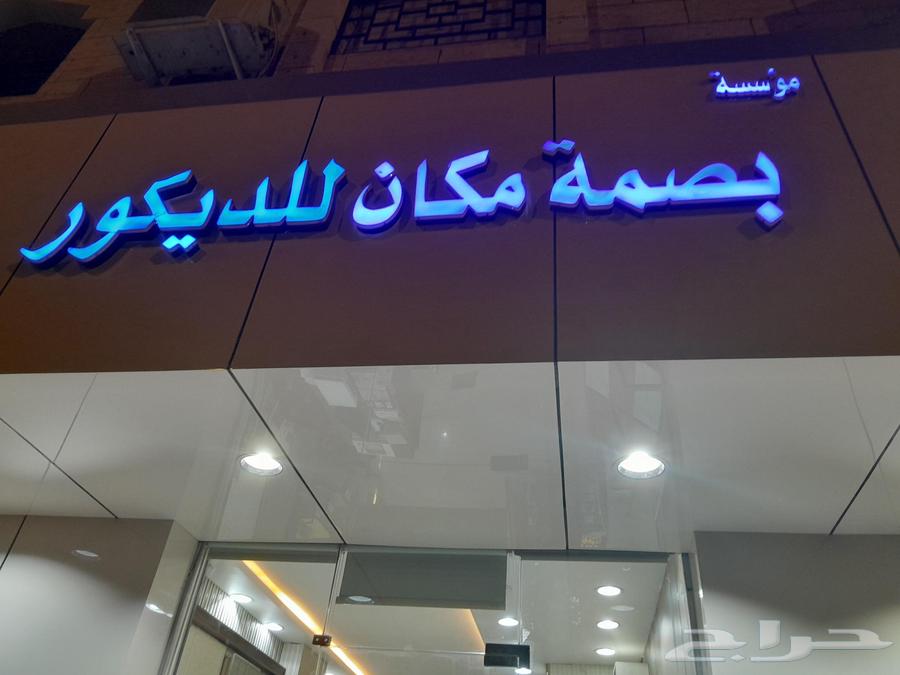 مؤسسة
بصمة مكان للديكور
حراج